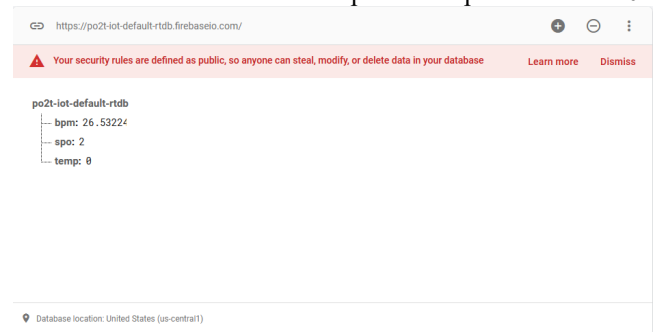 https://po2t-iot-default-rtdb.firebaseio.com/
Your security rules are defined as public, so anyone can steal, modify, or delete data in your database Learn more Dismiss
po2t-iot-default-rtdb
bpm: 26.53224
spo: 2
temp: 0
Database location: United States (us-central1)